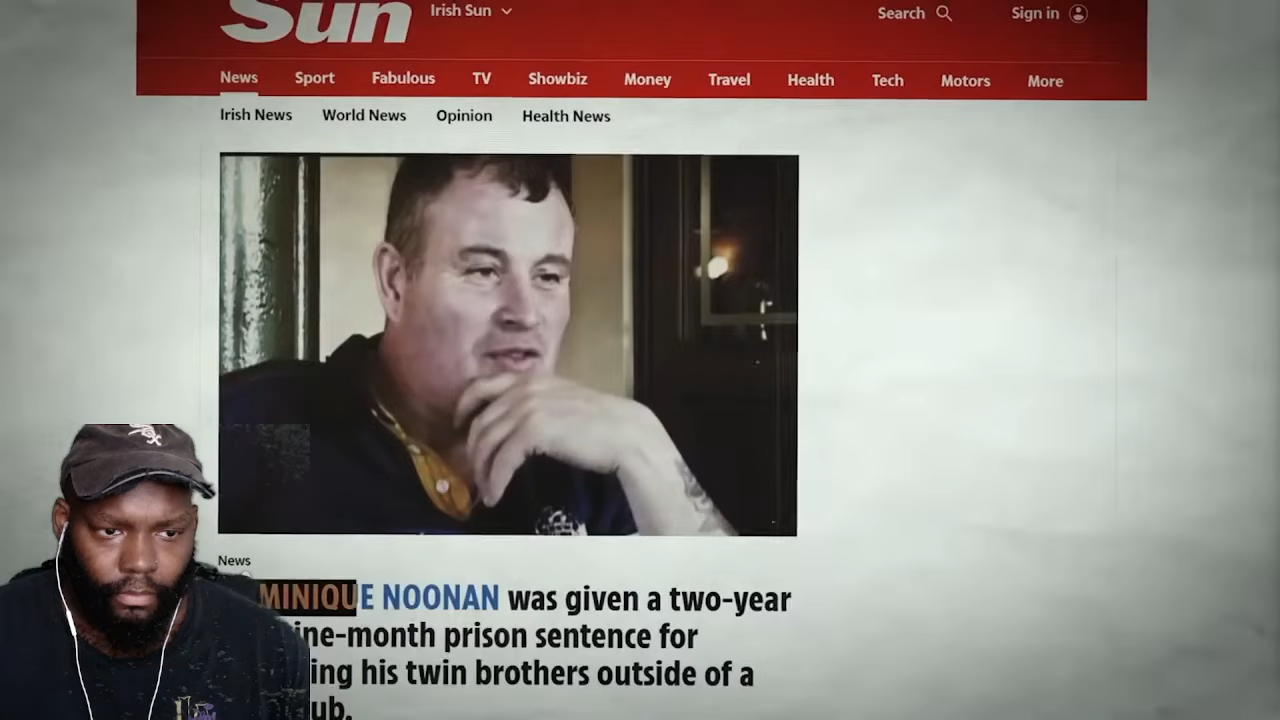 Sun
Irish Sun
Search
Sign in
News Sport Fabulous TV Showbiz Money Travel Health Tech Motors More
Irish News World News Opinion Health News
News
MINIQUE NOONAN was given a two-year
ine-month prison sentence for
ing his twin brothers outside of a
ub.